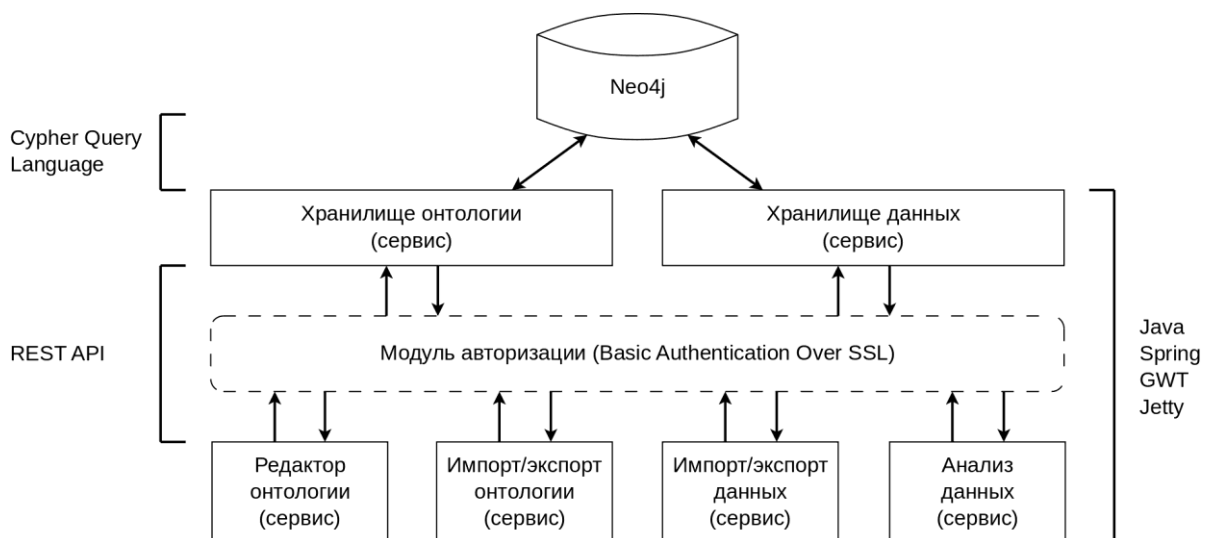 Neo4j
Cypher Query
Language
Хранилище онтологии
(сервис)
Хранилище данных
(сервис)
REST API
Модуль авторизации (Basic Authentication Over SSL)
Java
Spring
GWT
Jetty
Редактор
онтологии
(сервис)
Импорт/экспорт
онтологии
(сервис)
Импорт/экспорт
данных
(сервис)
Анализ
данных
(сервис)